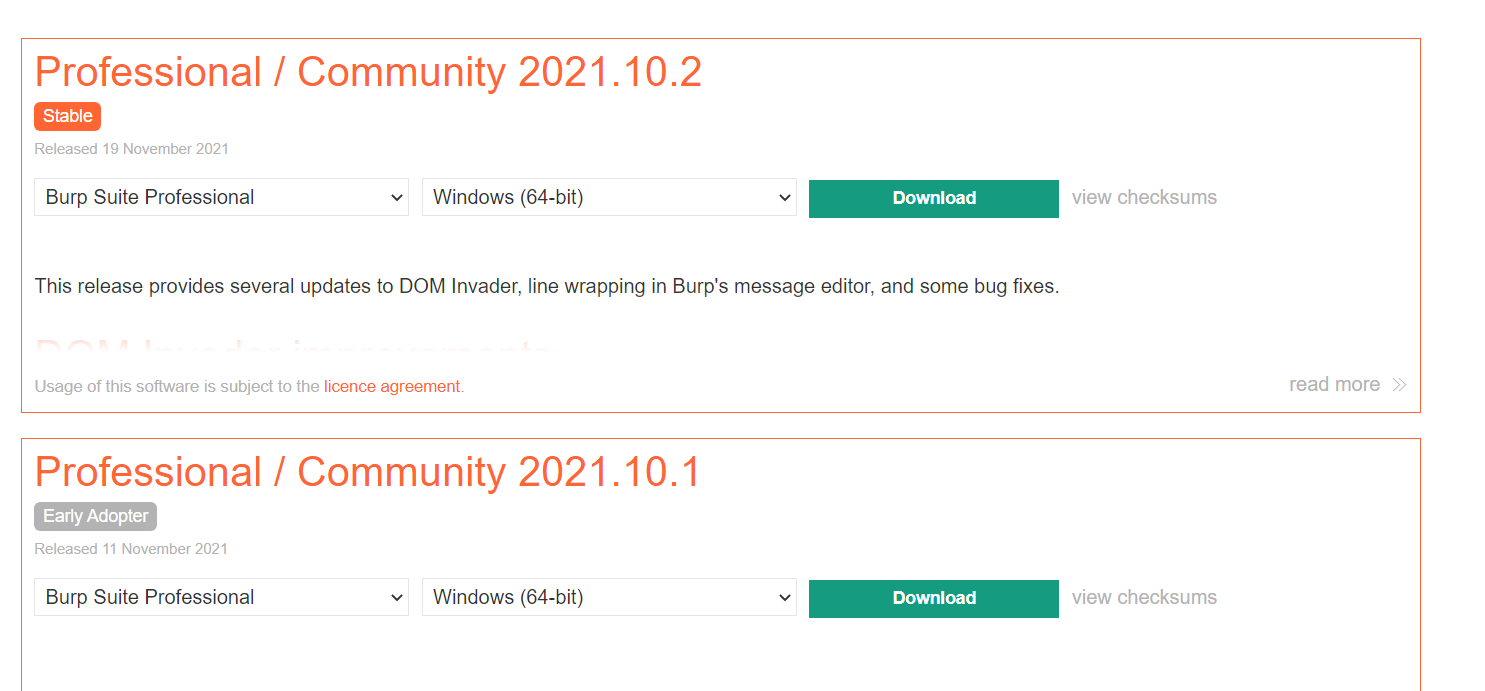 Professional / Community 2021.10.2
Stable
Released 19 November 2021
Burp Suite Professional
Windows (64-bit)
Download
view checksums
This release provides several updates to DOM Invader, line wrapping in Burp's message editor, and some bug fixes.
DOM Invader improvements
Usage of this software is subject to the licence agreement.
read more
Professional / Community 2021.10.1
Early Adopter
Released 11 November 2021
Burp Suite Professional
Windows (64-bit)
Download
view checksums